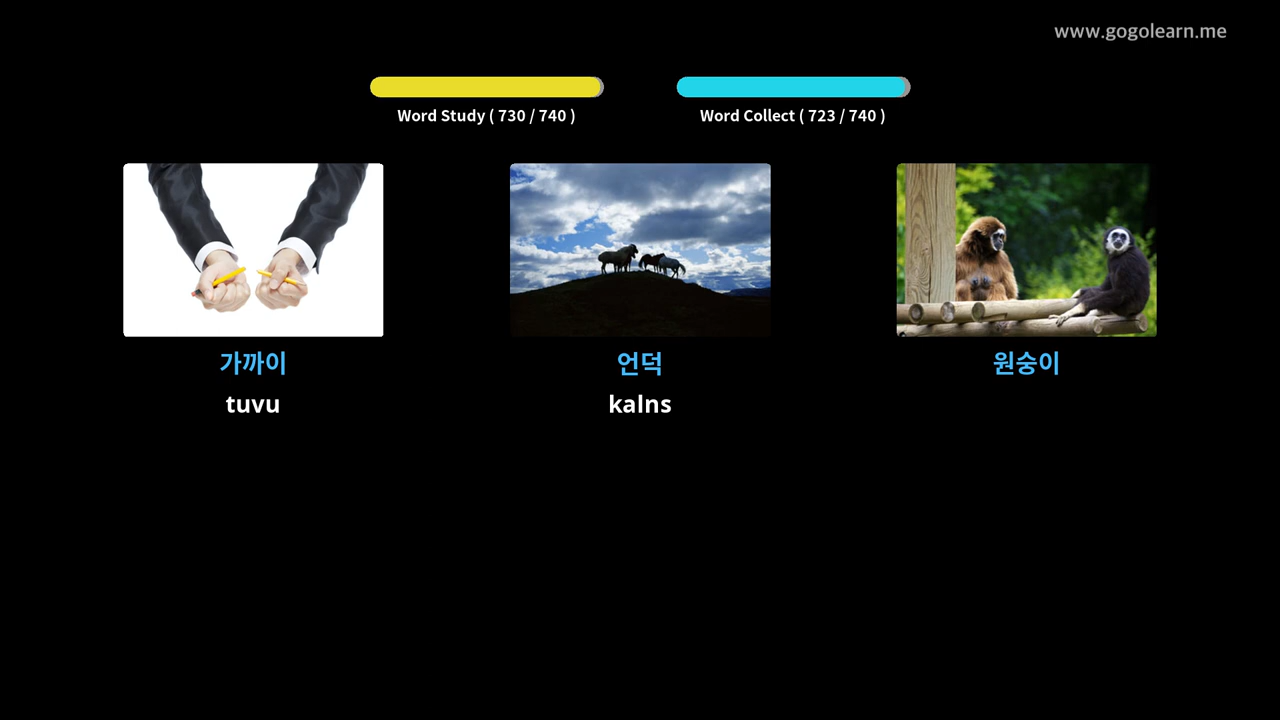 www.gogolearn.me
Word Study ( 730 / 740 )
Word Collect ( 723 / 740 )
가까이
언덕
원숭이
tuvu
kalns